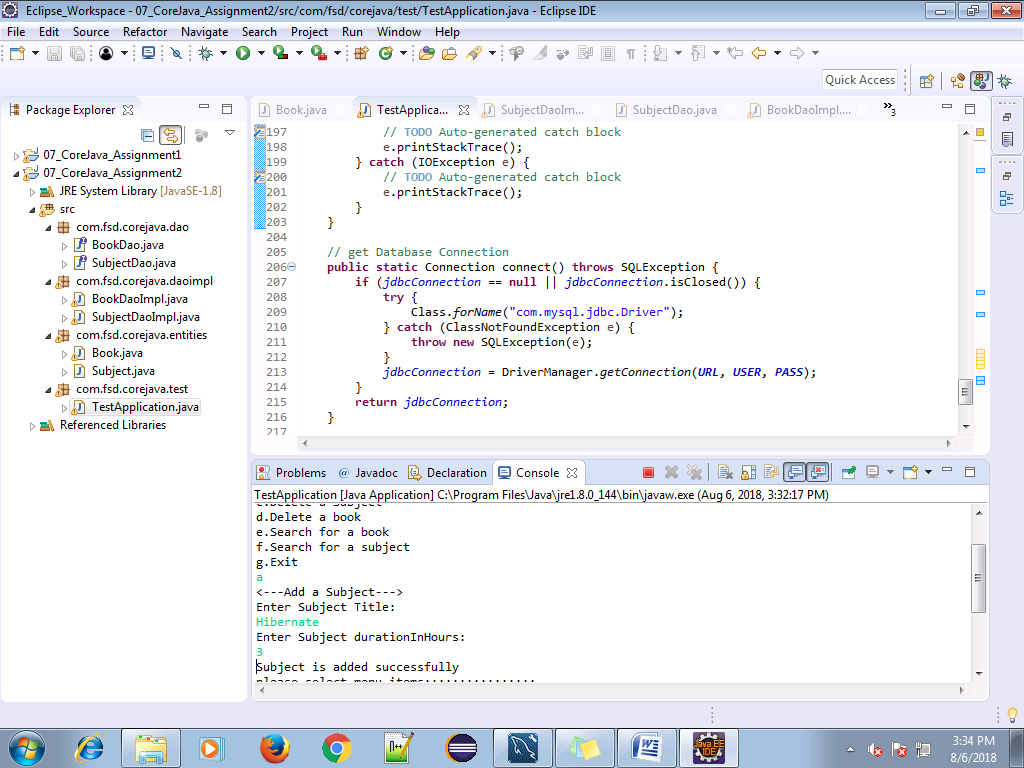 Eclipse_Workspace - 07_CoreJava_Assignment2/src/com/fsd/corejava/test/TestApplication.java - Eclipse IDE
File Edit Source Refactor Navigate Search Project Run Window Help
Quick Access
Package Explorer
07_CoreJava_Assignment1
07_CoreJava_Assignment2
JRE System Library [JavaSE-1.8]
src
com.fsd.corejava.dao
BookDao.java
SubjectDao.java
com.fsd.corejava.daoimpl
BookDaoImpl.java
SubjectDaoImpl.java
com.fsd.corejava.entities
Book.java
Subject.java
com.fsd.corejava.test
TestApplication.java
Referenced Libraries
Book.java TestApplica... SubjectDaoIm... SubjectDao.java BookDaoImpl.... »3
197 // TODO Auto-generated catch block
198 e.printStackTrace();
199 } catch (IOException e) {
200 // TODO Auto-generated catch block
201 e.printStackTrace();
202 }
203 }
204
205 // get Database Connection
206 public static Connection connect() throws SQLException {
207 if (jdbcConnection == null || jdbcConnection.isClosed()) {
208 try {
209 Class.forName("com.mysql.jdbc.Driver");
210 } catch (ClassNotFoundException e) {
211 throw new SQLException(e);
212 }
213 jdbcConnection = DriverManager.getConnection(URL, USER, PASS);
214 }
215 return jdbcConnection;
216 }
217
Problems @ Javadoc Declaration Console
TestApplication [Java Application] C:\Program Files\Java\jre1.8.0_144\bin\javaw.exe (Aug 6, 2018, 3:32:17 PM)
c.Delete a subject
d.Delete a book
e.Search for a book
f.Search for a subject
g.Exit
a
<---Add a Subject--->
Enter Subject Title:
Hibernate
Enter Subject durationInHours:
3
Subject is added successfully
please select menu items
Java EE
IDE
3:34 PM
8/6/2018